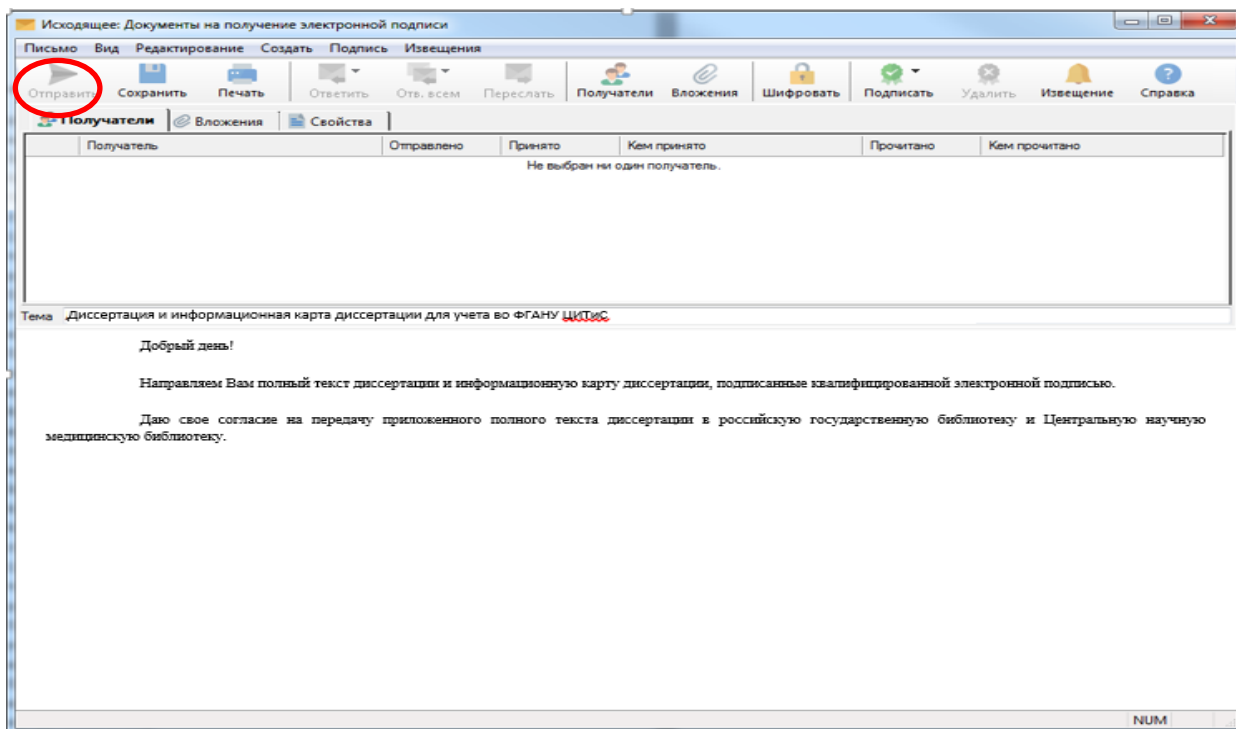 Исходящее: Документы на получение электронной подписи
Письмо Вид Редактирование Создать Подпись Извещения
Отправить Сохранить Печать Ответить Отв. всем Переслать Получатели Вложения Шифровать Подписать Удалить Извещение Справка
Получатели Вложения Свойства
Получатель Отправлено Принято Кем принято Прочитано Кем прочитано
Не выбран ни один получатель.
Тема Диссертация и информационная карта диссертации для учета во ФГАНУ ЦИТиС
Добрый день!
Направляем Вам полный текст диссертации и информационную карту диссертации, подписанные квалифицированной электронной подписью.
Даю свое согласие на передачу приложенного полного текста диссертации в российскую государственную библиотеку и Центральную научную
медицинскую библиотеку.
NUM